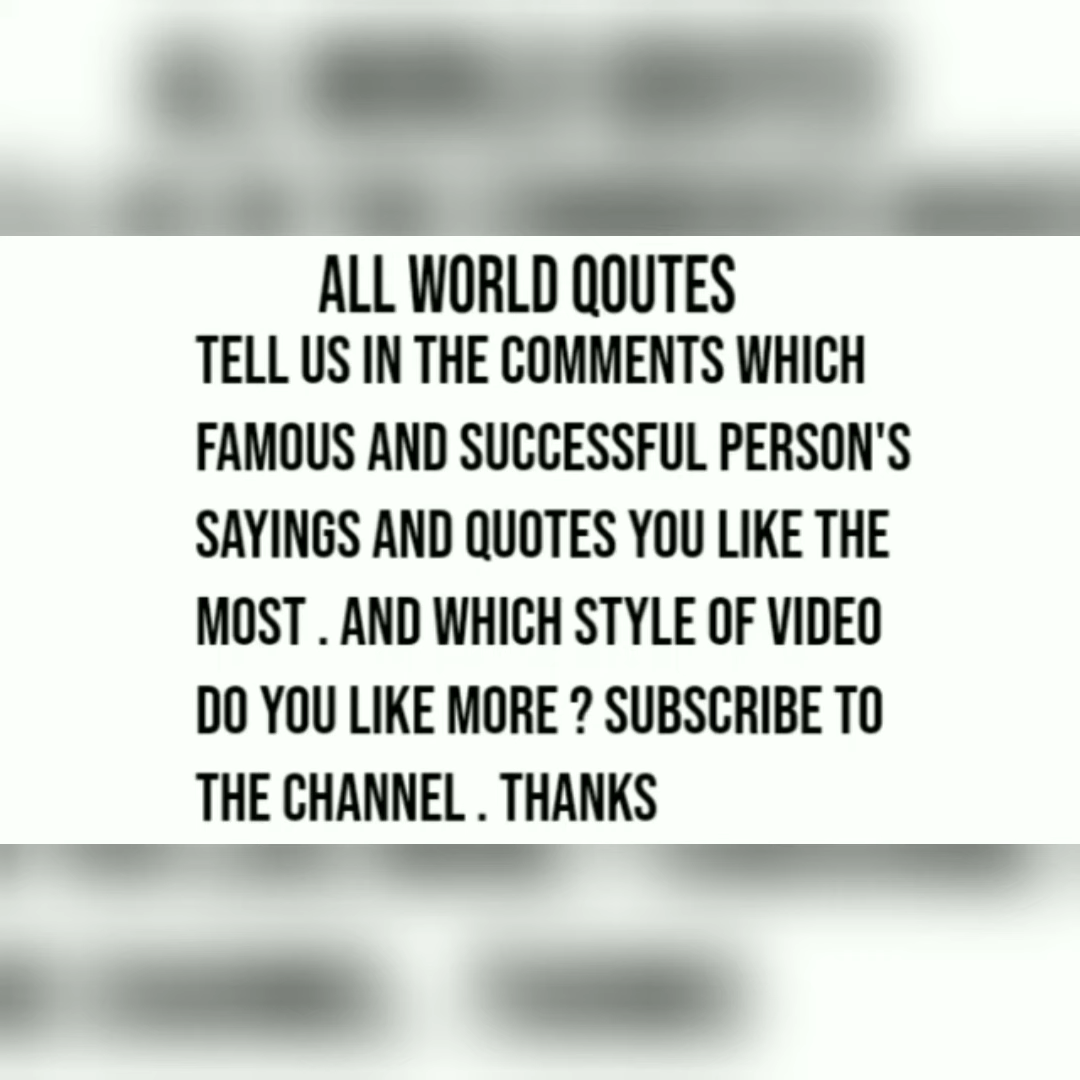 ALL WORLD QOUTES
TELL US IN THE COMMENTS WHICH
FAMOUS AND SUCCESSFUL PERSON'S
SAYINGS AND QUOTES YOU LIKE THE
MOST . AND WHICH STYLE OF VIDEO
DO YOU LIKE MORE ? SUBSCRIBE TO
THE CHANNEL . THANKS